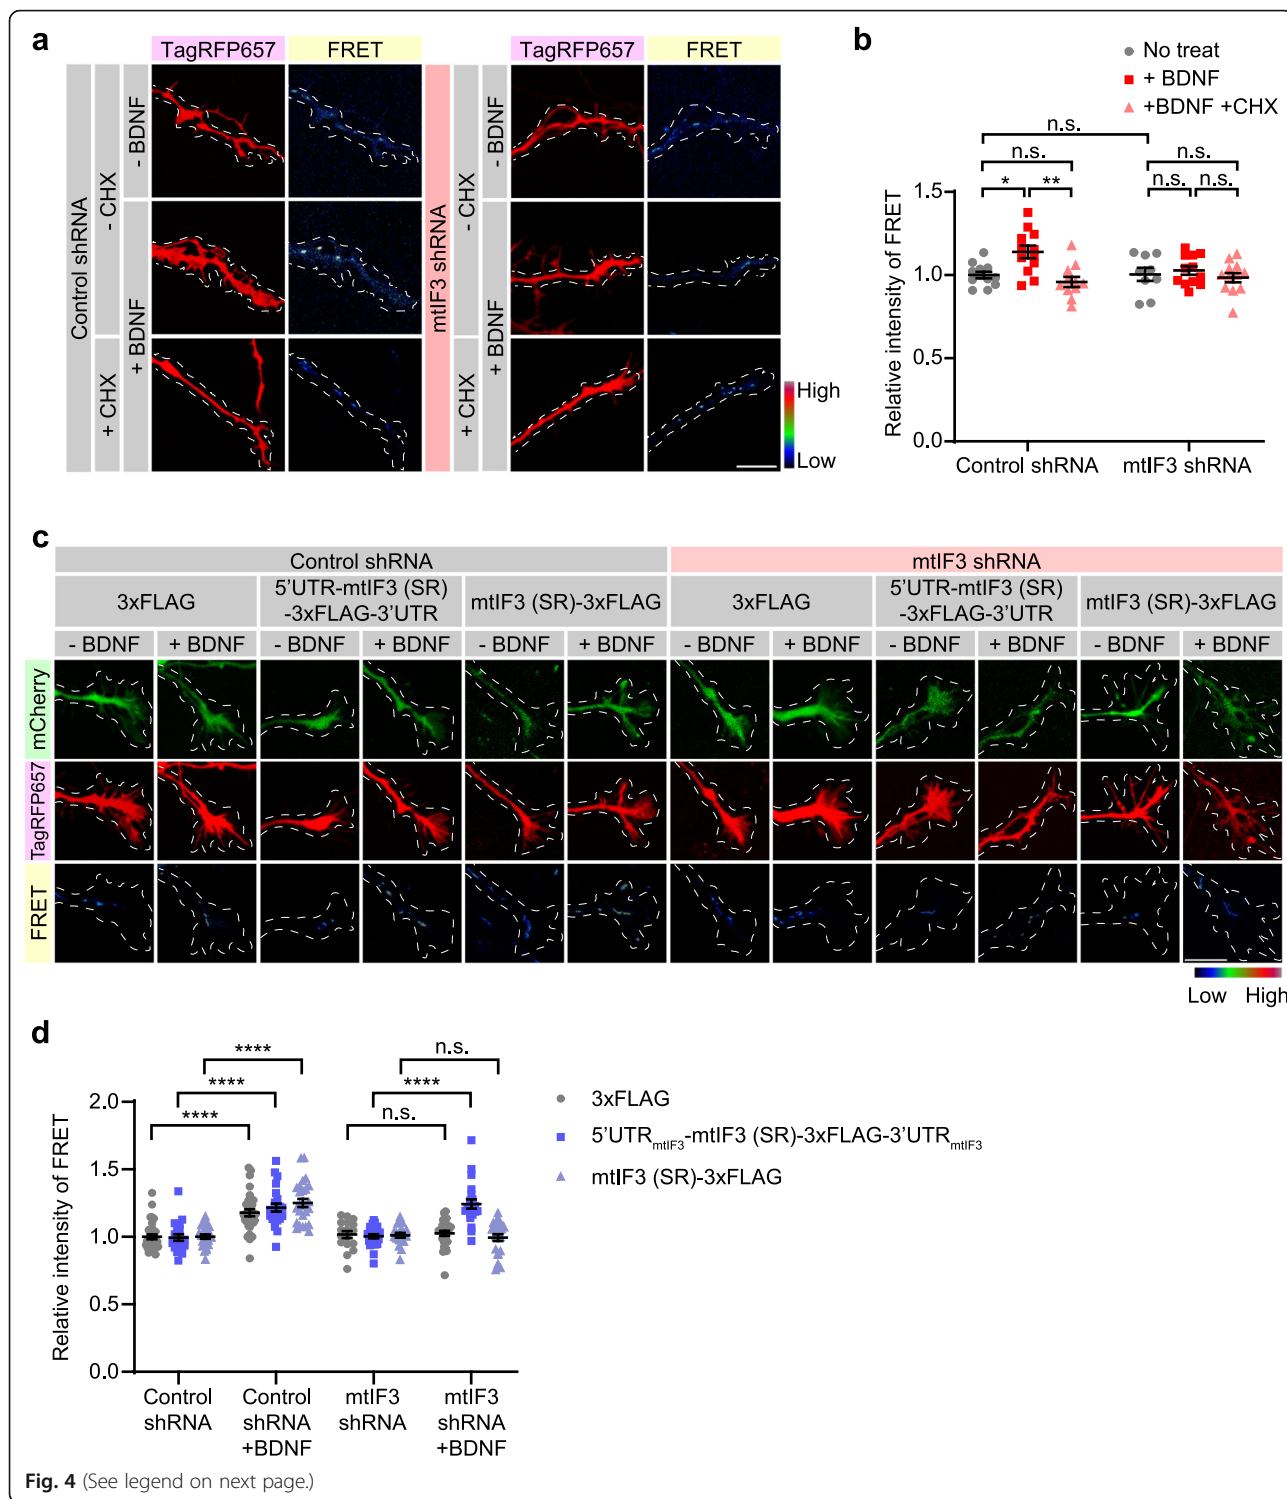 a
TagRFP657
FRET
TagRFP657
FRET
Control shRNA
- CHX
+ CHX
- BDNF
+ BDNF
mtIF3 shRNA
- CHX
+ CHX
- BDNF
+ BDNF
High
Low
b
No treat
+ BDNF
+BDNF +CHX
n.s.
n.s.
n.s.
*
**
n.s.
n.s.
Relative intensity of FRET
1.5
1.0
0.5
0.0
Control shRNA
mtIF3 shRNA
c
Control shRNA
mtIF3 shRNA
3xFLAG
5'UTR-mtIF3 (SR)
-3xFLAG-3'UTR
mtIF3 (SR)-3xFLAG
3xFLAG
5'UTR-mtIF3 (SR)
-3xFLAG-3'UTR
mtIF3 (SR)-3xFLAG
- BDNF
+ BDNF
- BDNF
+ BDNF
- BDNF
+ BDNF
- BDNF
+ BDNF
- BDNF
+ BDNF
- BDNF
+ BDNF
mCherry
TagRFP657
FRET
Low
High
d
****
n.s.
****
****
****
n.s.
Relative intensity of FRET
2.0
1.5
1.0
0.5
0.0
Control
shRNA
Control
shRNA
+BDNF
mtIF3
shRNA
mtIF3
shRNA
+BDNF
3xFLAG
5'UTRmtIF3-mtIF3 (SR)-3xFLAG-3'UTRmtIF3
mtIF3 (SR)-3xFLAG
Fig. 4 (See legend on next page.)